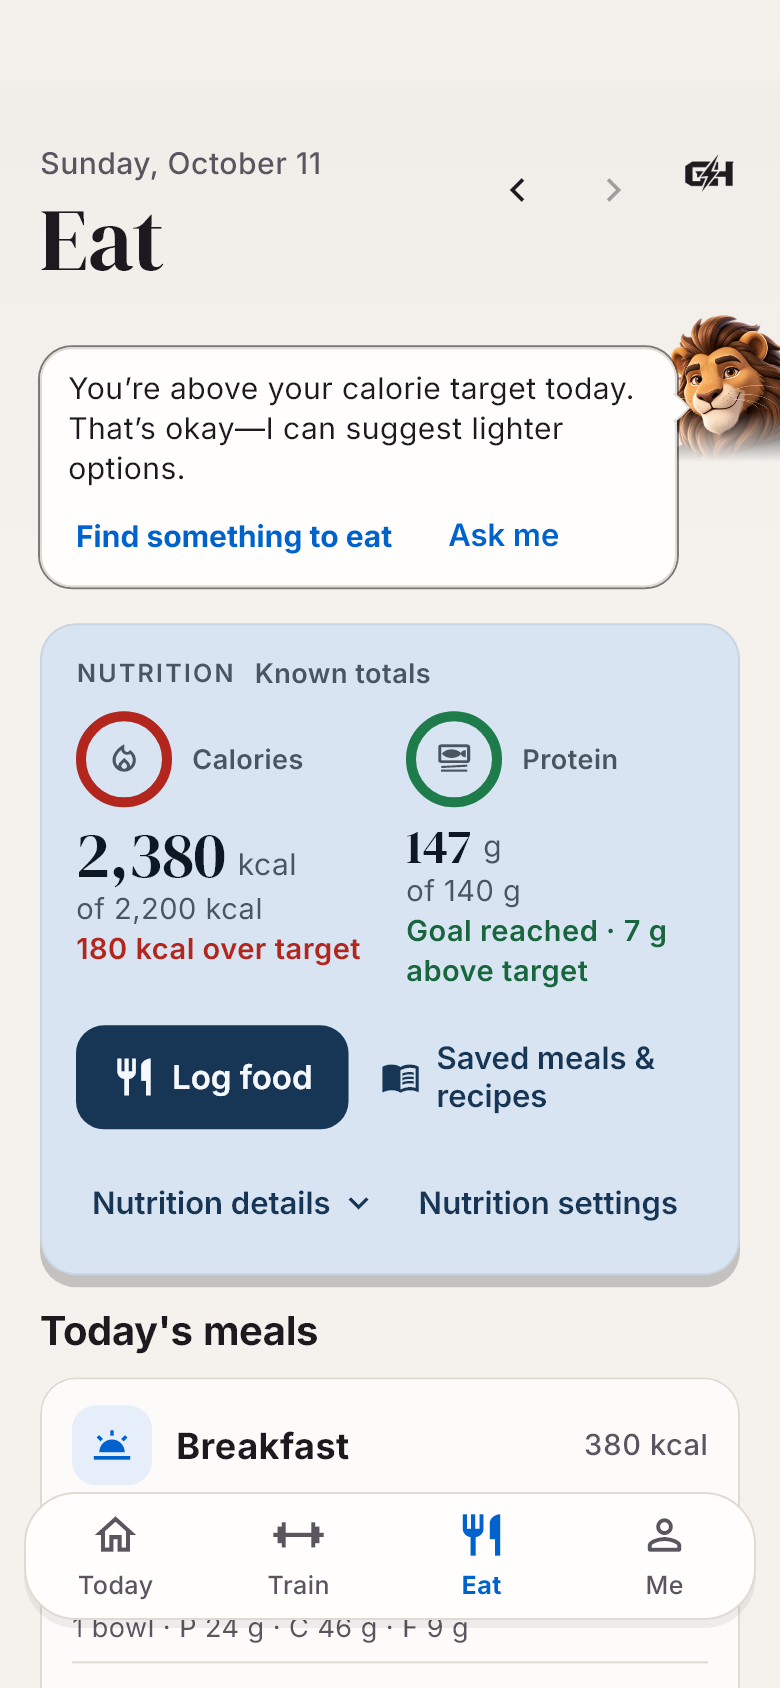 Sunday, October 11
GH
Eat
You’re above your calorie target today.
That’s okay—I can suggest lighter
options.
Find something to eat
Ask me
NUTRITION Known totals
Calories
Protein
2,380 kcal
of 2,200 kcal
180 kcal over target
147 g
of 140 g
Goal reached · 7 g
above target
Log food
Saved meals &
recipes
Nutrition details
Nutrition settings
Today's meals
Breakfast
380 kcal
1 bowl · P 24 g · C 46 g · F 9 g
Today
Train
Eat
Me